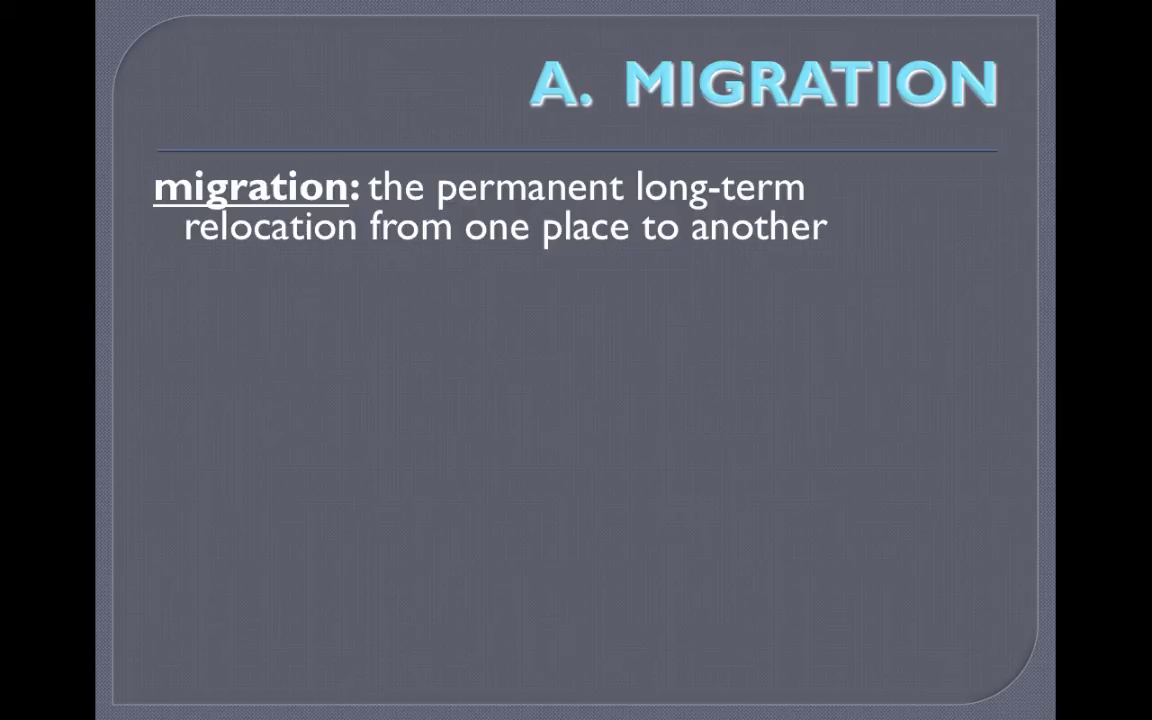 A. MIGRATION
migration: the permanent long-term
relocation from one place to another